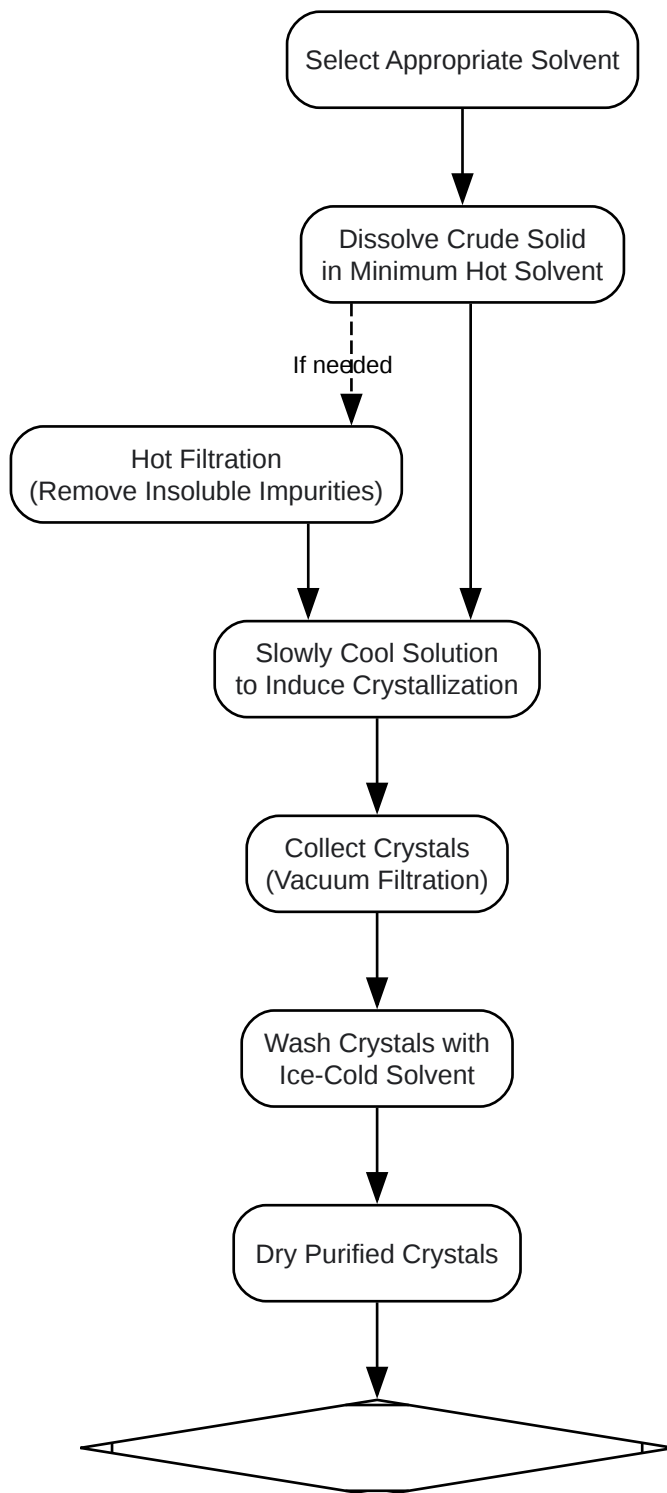 Select Appropriate Solvent
Dissolve Crude Solid
in Minimum Hot Solvent
If needed
Hot Filtration
(Remove Insoluble Impurities)
Slowly Cool Solution
to Induce Crystallization
Collect Crystals
(Vacuum Filtration)
Wash Crystals with
Ice-Cold Solvent
Dry Purified Crystals